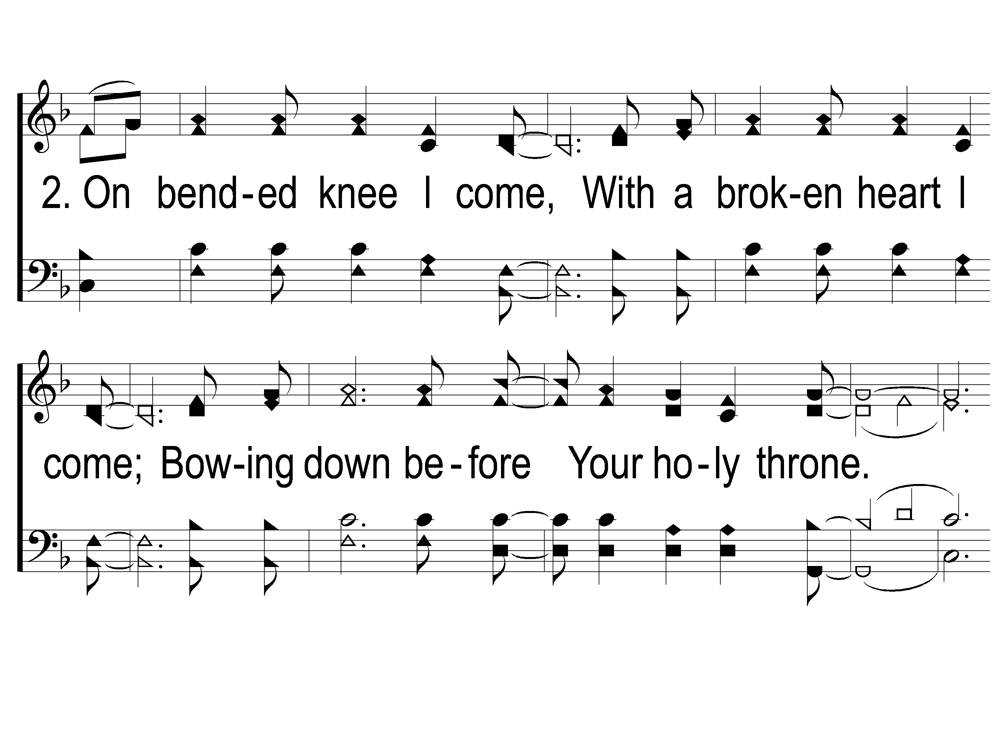 2. On bend-ed knee I come, With a brok-en heart I
come; Bow-ing down be-fore Your ho-ly throne.